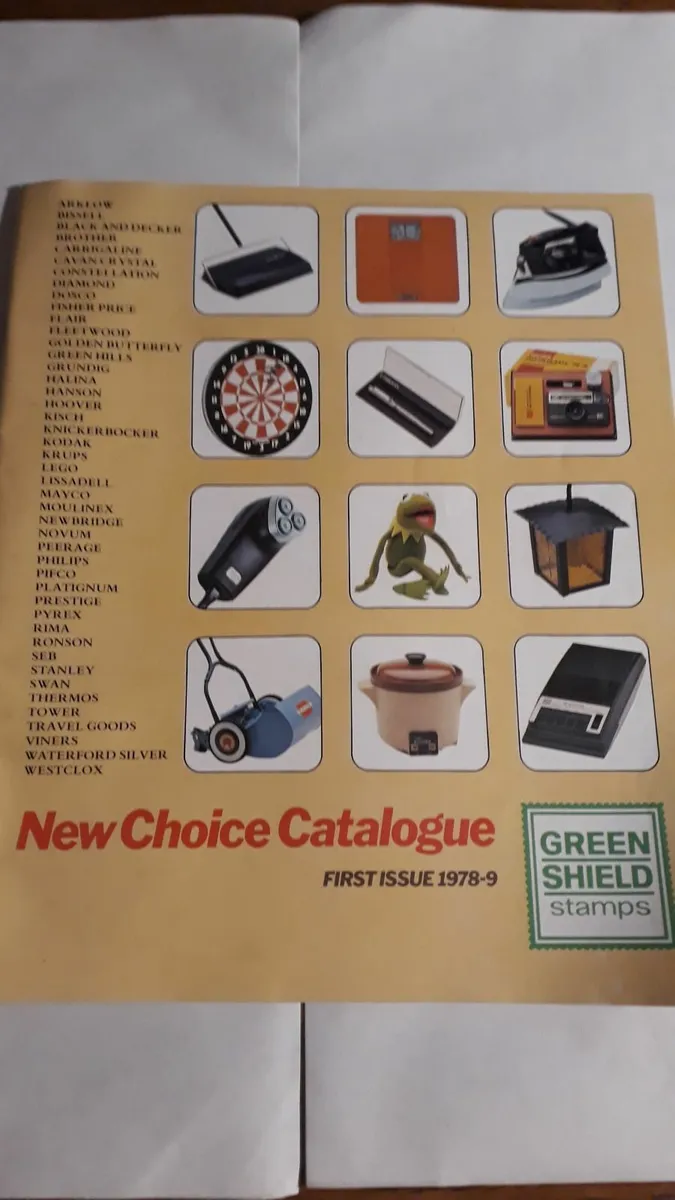 ARKLOW
BISSELL
BLACK AND DECKER
BROTHER
CARRIGALINE
CAVAN CRYSTAL
CONSTELLATION
DIAMOND
DOSCO
FISHER PRICE
FLAIR
FLEETWOOD
GOLDEN BUTTERFLY
GREEN HILLS
GRUNDIG
HALINA
HANSON
HOOVER
KISCH
KNICKERBOCKER
KODAK
KRUPS
LEGO
LISSADELL
MAYCO
MOULINEX
NEWBRIDGE
NOVUM
PEERAGE
PHILIPS
PIFCO
PLATIGNUM
PRESTIGE
PYREX
RIMA
RONSON
SEB
STANLEY
SWAN
THERMOS
TOWER
TRAVEL GOODS
VINERS
WATERFORD SILVER
WESTCLOX
New Choice Catalogue
FIRST ISSUE 1978-9
GREEN
SHIELD
stamps